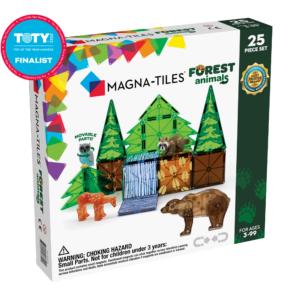 TOTY
FINALIST
25
PIECE SET
MAGNA-TILES®
FOREST
animals
MOVABLE
PARTS!
WARNING: CHOKING HAZARD
Small Parts. Not for children under 3 years.
FOR AGES
3-99